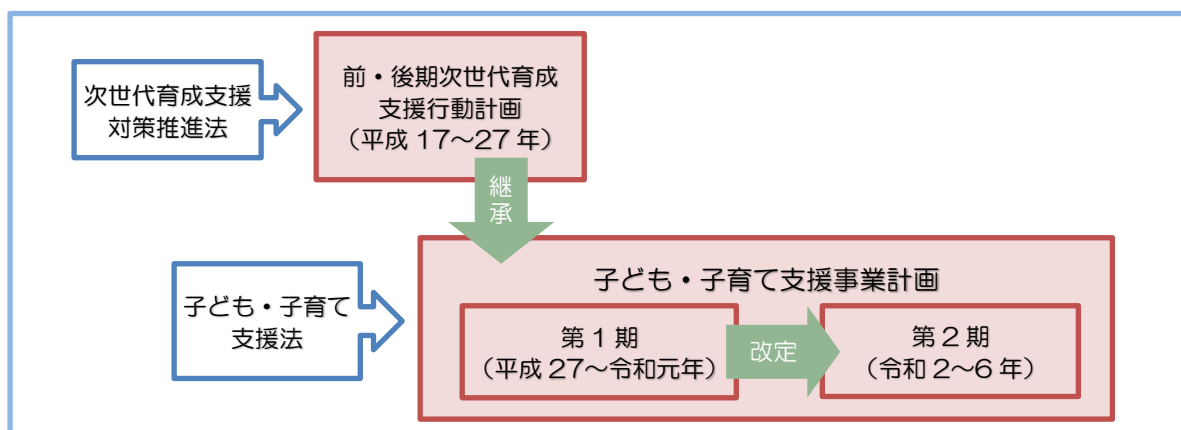 次世代育成支援
対策推進法
前・後期次世代育成
支援行動計画
（平成 17～27 年）
継
承
子ども・子育て
支援法
子ども・子育て支援事業計画
第 1 期
（平成 27～令和元年）
改定
第 2 期
（令和 2～6 年）